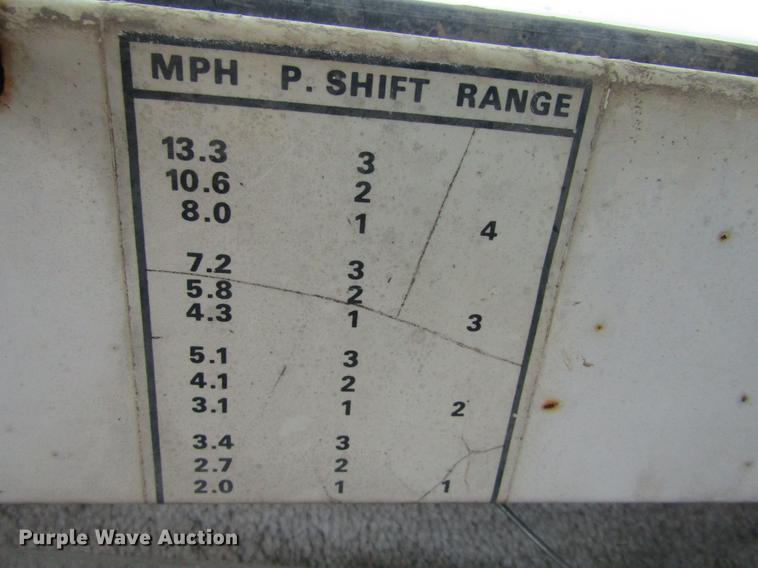 MPH P. SHIFT RANGE
13.3 3
10.6 2
8.0 1 4
7.2 3
5.8 2
4.3 1 3
5.1 3
4.1 2
3.1 1 2
3.4 3
2.7 2
2.0 1 1
Purple Wave Auction